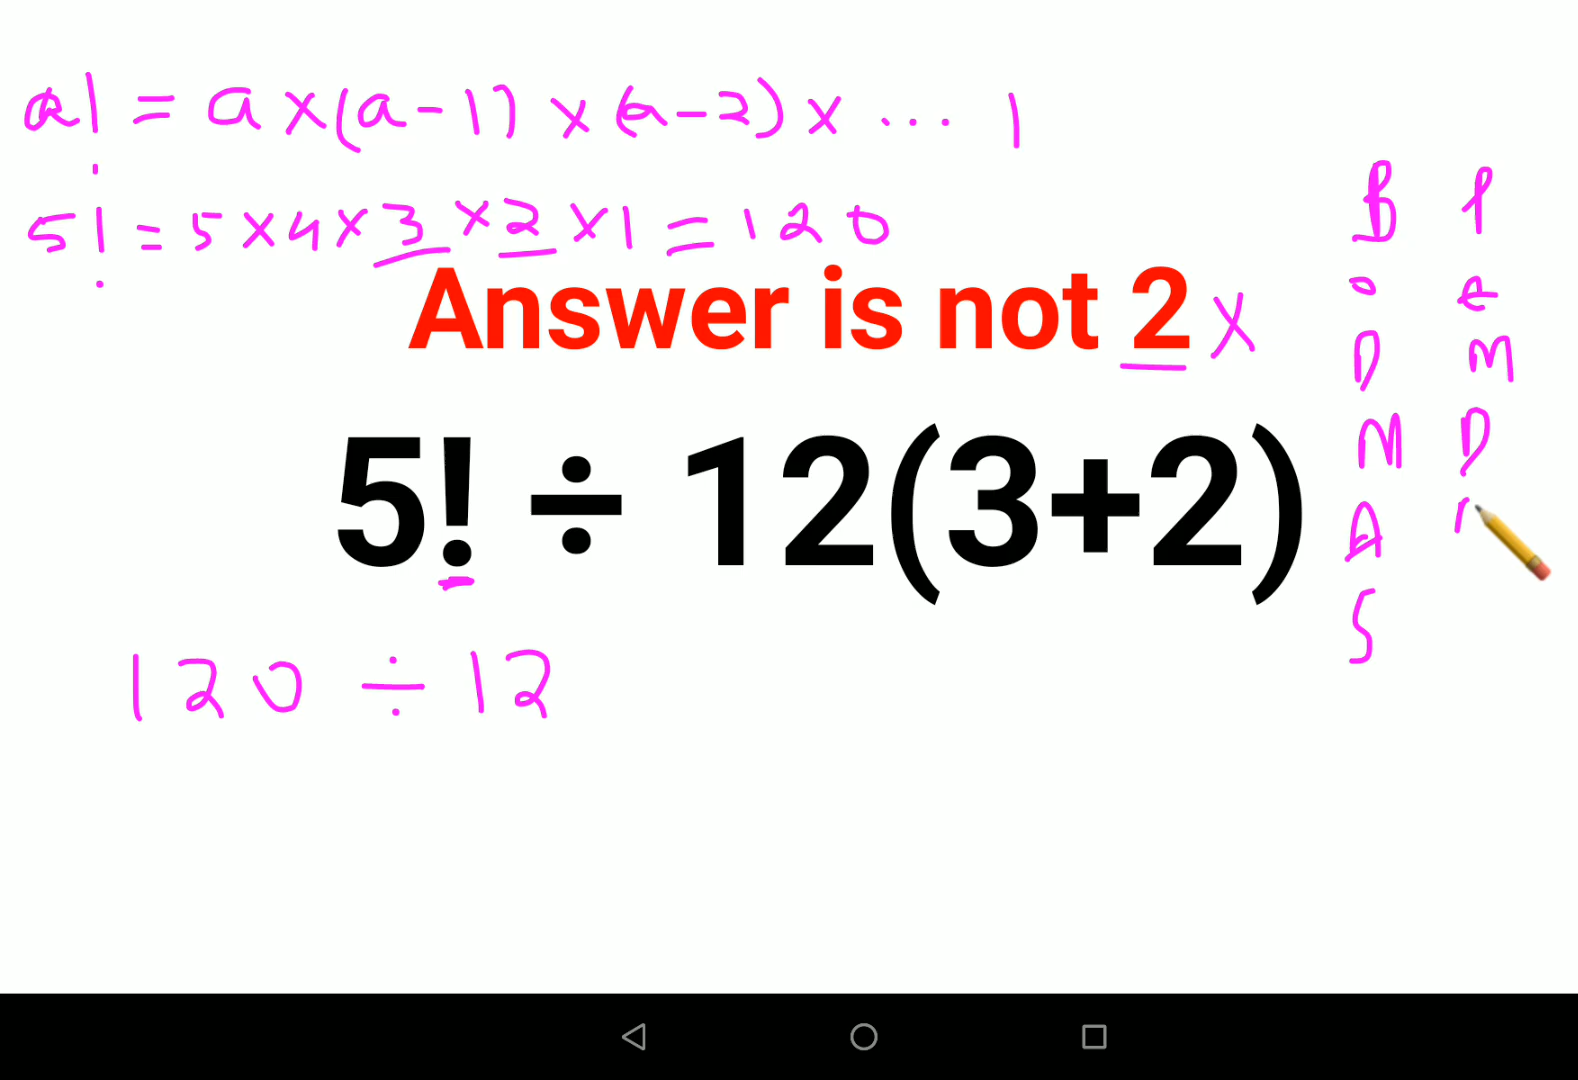 a! = a×(a-1)×(a-2)× ... 1
5! = 5×4×3×2×1 = 120
Answer is not 2 ×
5! ÷ 12(3+2)
120 ÷ 12
B
O
D
M
A
S
P
E
M
D